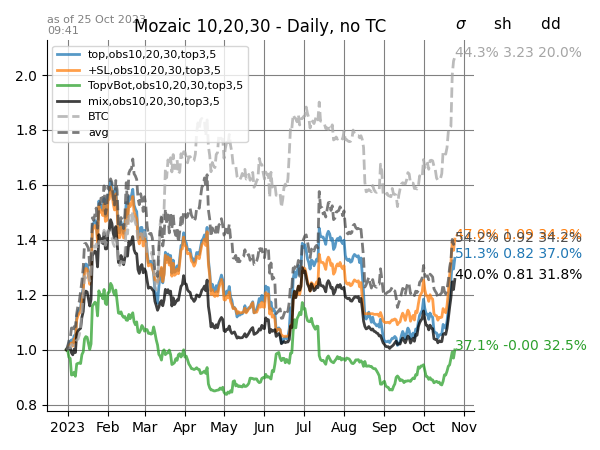 as of 25 Oct 2023
09:41
Mozaic 10,20,30 - Daily, no TC
σ sh dd
top,obs10,20,30,top3,5
+SL,obs10,20,30,top3,5
TopvBot,obs10,20,30,top3,5
mix,obs10,20,30,top3,5
BTC
avg
44.3% 3.23 20.0%
54.2% 0.92 34.2%
51.3% 0.82 37.0%
40.0% 0.81 31.8%
37.1% -0.00 32.5%
2.0
1.8
1.6
1.4
1.2
1.0
0.8
2023 Feb Mar Apr May Jun Jul Aug Sep Oct Nov